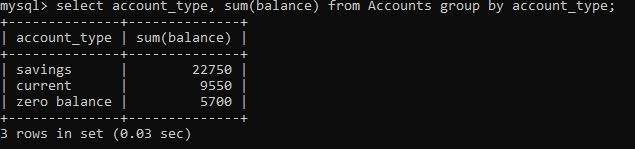 mysql> select account_type, sum(balance) from Accounts group by account_type;
+--------------+--------------+
| account_type | sum(balance) |
+--------------+--------------+
| savings      |        22750 |
| current      |         9550 |
| zero balance |         5700 |
+--------------+--------------+
3 rows in set (0.03 sec)